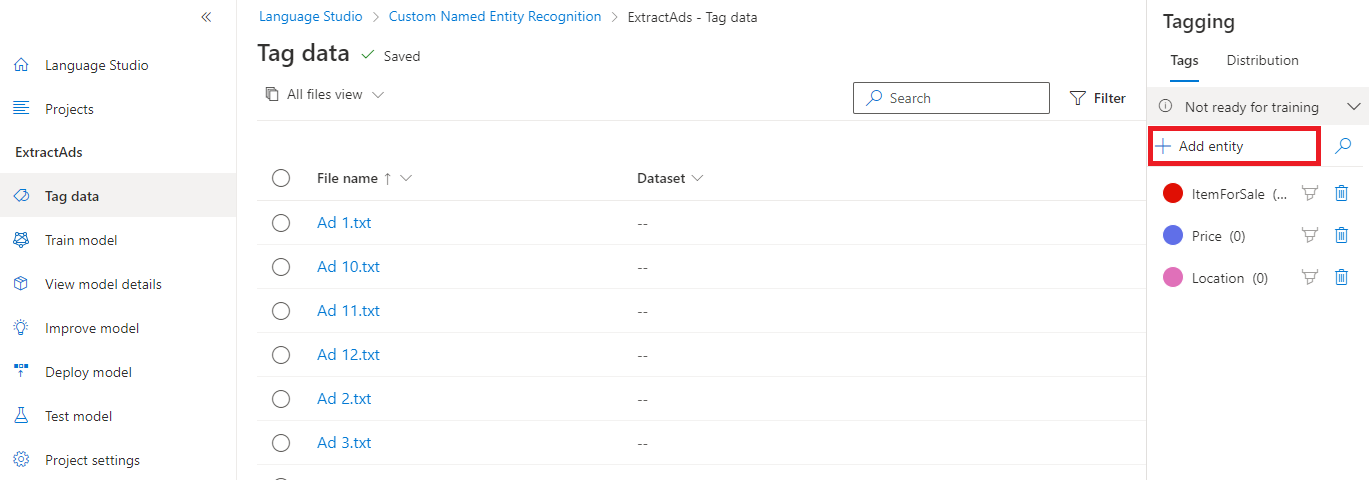 Language Studio
Projects
ExtractAds
Tag data
Train model
View model details
Improve model
Deploy model
Test model
Project settings
Language Studio > Custom Named Entity Recognition > ExtractAds - Tag data
Tag data Saved
All files view
Search
Filter
File name Dataset
Ad 1.txt --
Ad 10.txt --
Ad 11.txt --
Ad 12.txt --
Ad 2.txt --
Ad 3.txt --
Tagging
Tags Distribution
Not ready for training
Add entity
ItemForSale (...
Price (0)
Location (0)